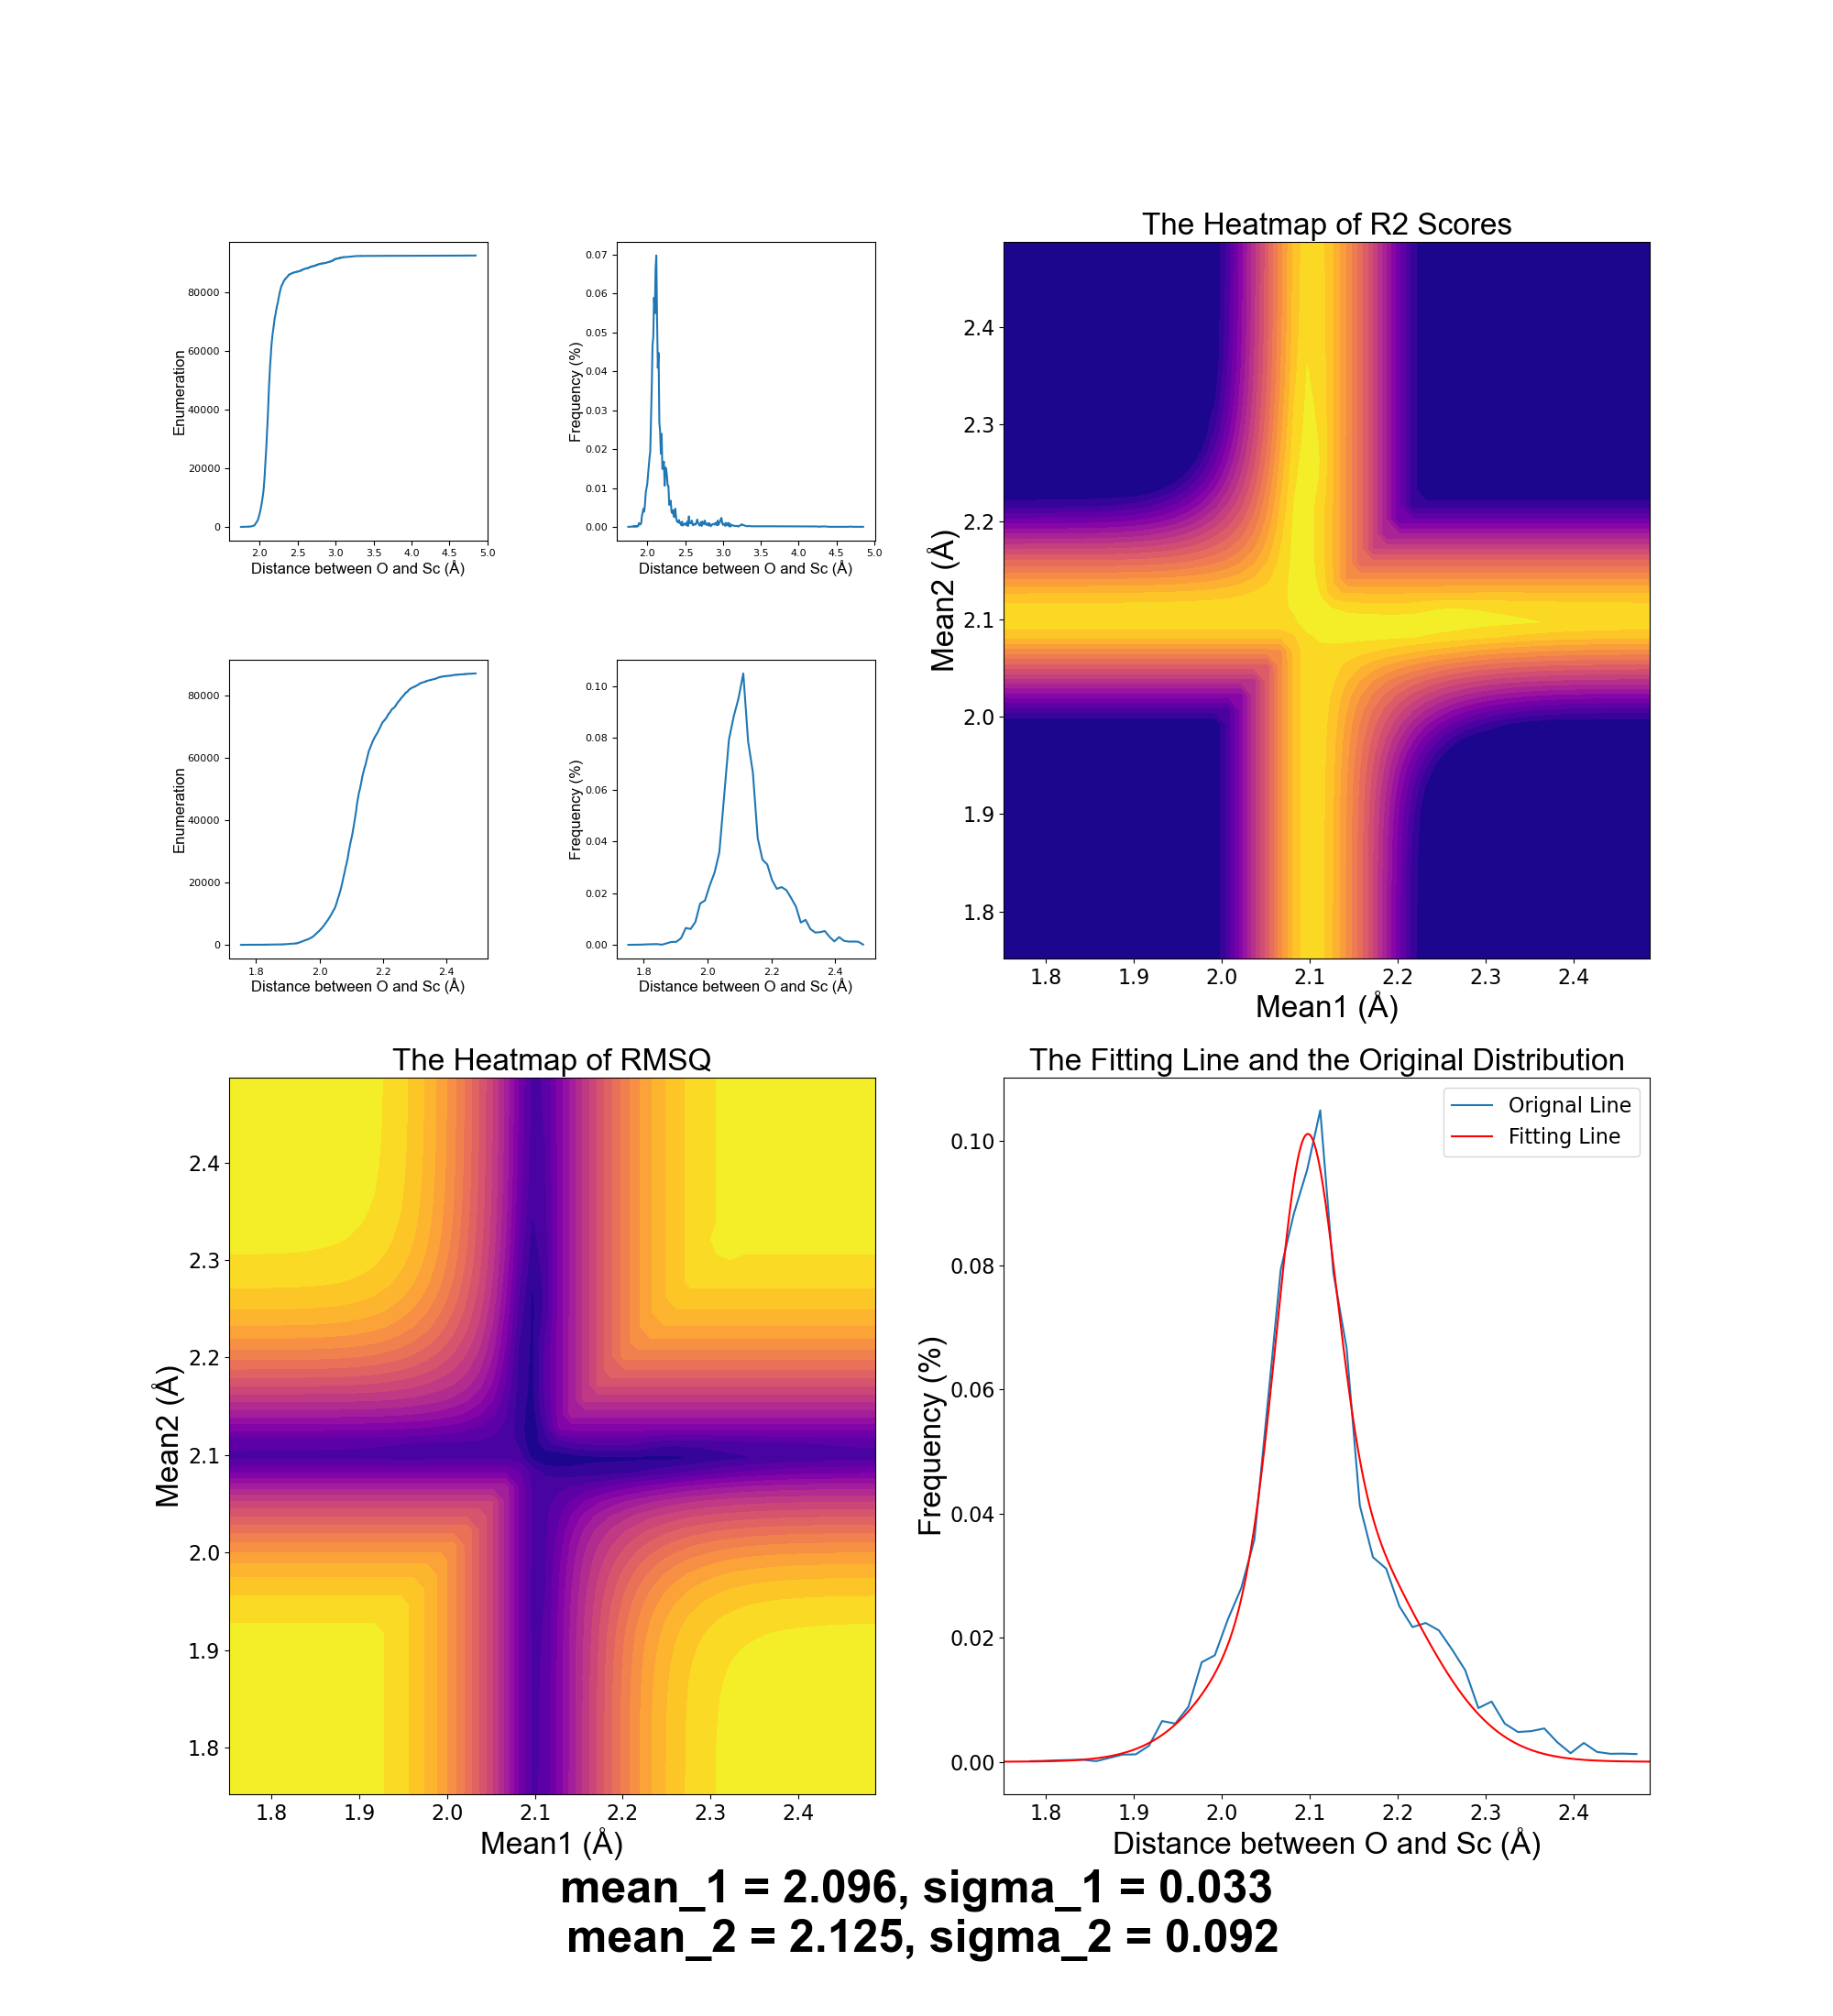 The Heatmap of R2 Scores
80000
60000
40000
20000
0
Enumeration
2.0 2.5 3.0 3.5 4.0 4.5 5.0
Distance between O and Sc (Å)
0.07
0.06
0.05
0.04
0.03
0.02
0.01
0.00
Frequency (%)
2.0 2.5 3.0 3.5 4.0 4.5 5.0
Distance between O and Sc (Å)
2.4
2.3
2.2
2.1
2.0
1.9
1.8
Mean2 (Å)
1.8 1.9 2.0 2.1 2.2 2.3 2.4
Mean1 (Å)
80000
60000
40000
20000
0
Enumeration
1.8 2.0 2.2 2.4
Distance between O and Sc (Å)
0.10
0.08
0.06
0.04
0.02
0.00
Frequency (%)
1.8 2.0 2.2 2.4
Distance between O and Sc (Å)
The Heatmap of RMSQ
2.4
2.3
2.2
2.1
2.0
1.9
1.8
Mean2 (Å)
1.8 1.9 2.0 2.1 2.2 2.3 2.4
Mean1 (Å)
The Fitting Line and the Original Distribution
Orignal Line
Fitting Line
0.10
0.08
0.06
0.04
0.02
0.00
Frequency (%)
1.8 1.9 2.0 2.1 2.2 2.3 2.4
Distance between O and Sc (Å)
mean_1 = 2.096, sigma_1 = 0.033
mean_2 = 2.125, sigma_2 = 0.092